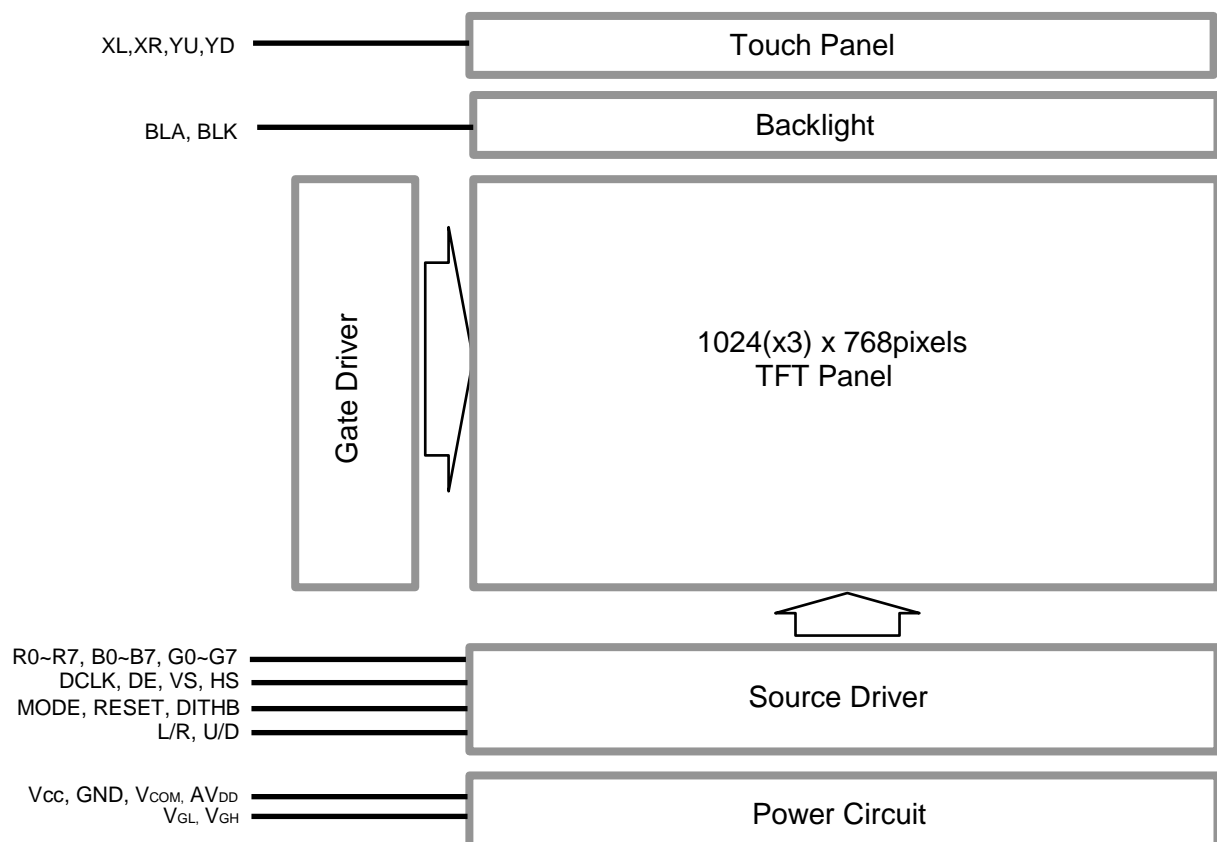 XL,XR,YU,YD
Touch Panel
BLA, BLK
Backlight
Gate Driver
1024(x3) x 768pixels
TFT Panel
R0~R7, B0~B7, G0~G7
DCLK, DE, VS, HS
MODE, RESET, DITHB
L/R, U/D
Source Driver
Vcc, GND, VCOM, AVDD
VGL, VGH
Power Circuit